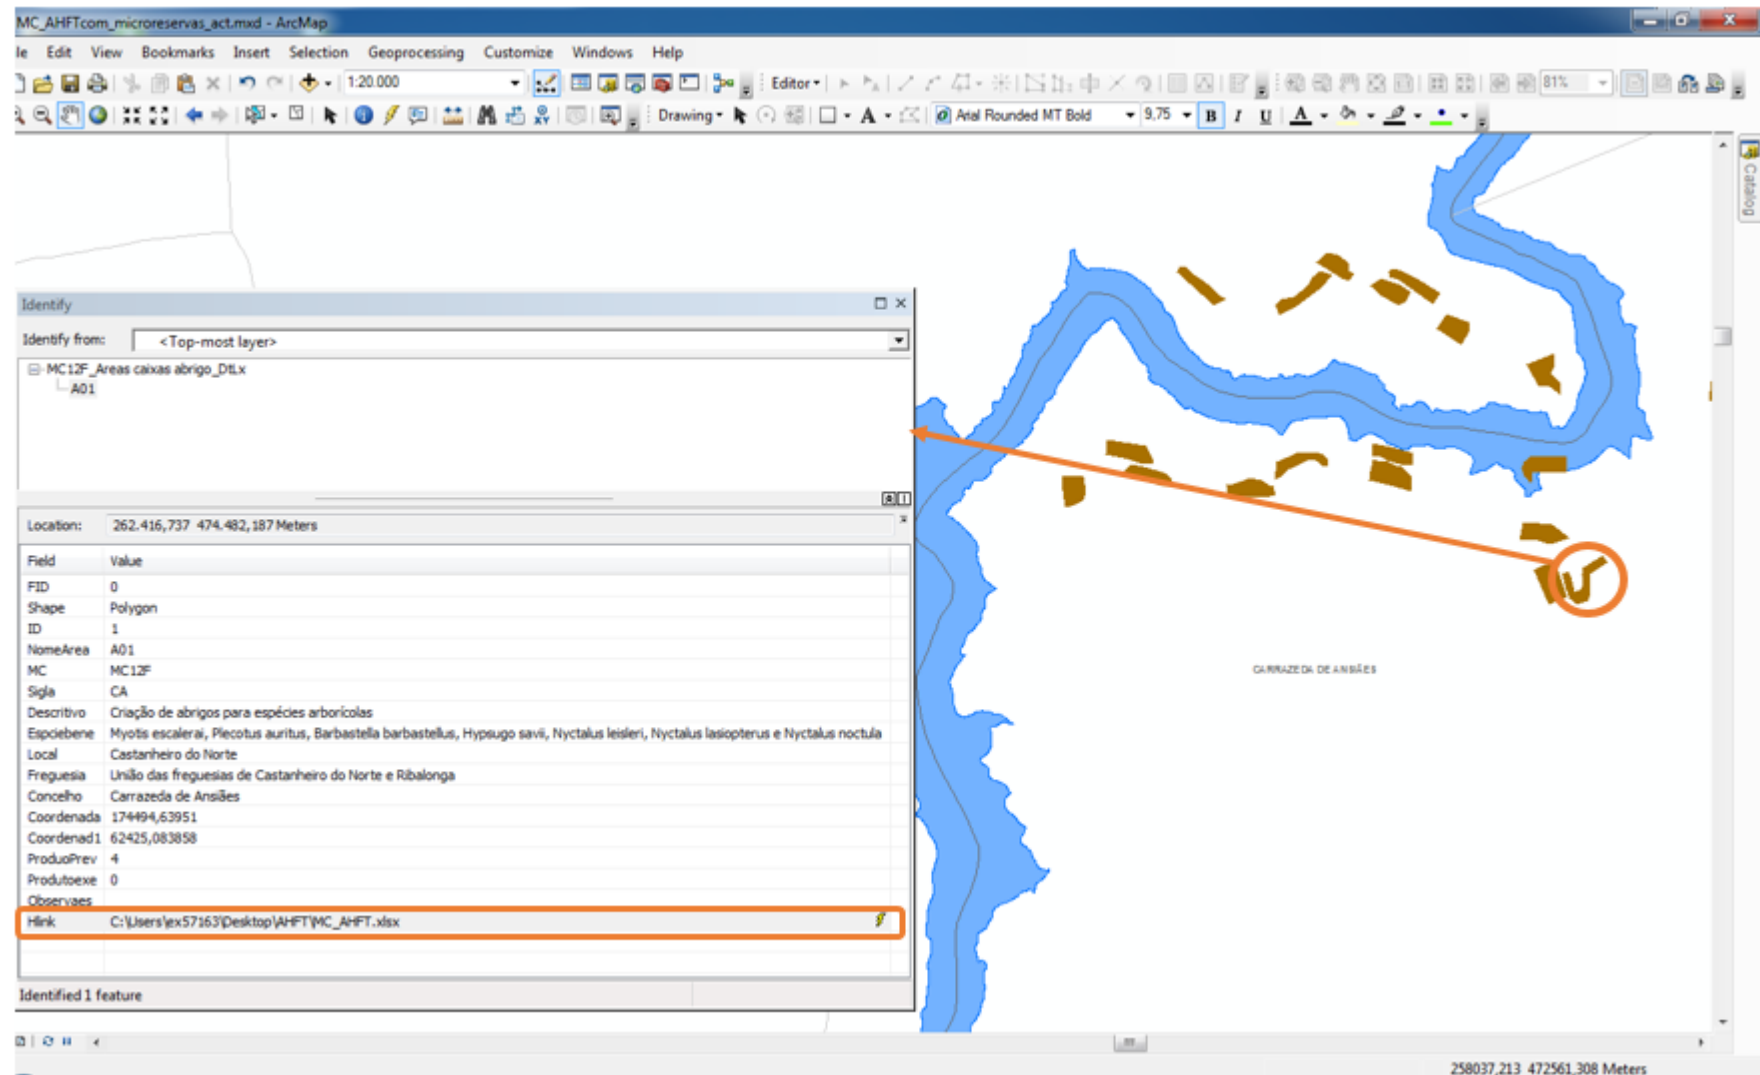 MC_AHFTcom_microreservas_act.mxd - ArcMap
le Edit View Bookmarks Insert Selection Geoprocessing Customize Windows Help
1:20.000 Editor 81%
Drawing A Arial Rounded MT Bold 9,75 B I U A
Catalog
Identify
Identify from: <Top-most layer>
MC12F_Areas caixas abrigo_DtLx
A01
Location: 262.416,737 474.482,187 Meters
Field Value
FID 0
Shape Polygon
ID 1
NomeArea A01
MC MC12F
Sigla CA
Descritivo Criação de abrigos para espécies arborícolas
Espciebene Myotis escalerai, Plecotus auritus, Barbastella barbastellus, Hypsugo savii, Nyctalus leisleri, Nyctalus lasiopterus e Nyctalus noctula
Local Castanheiro do Norte
Freguesia União das freguesias de Castanheiro do Norte e Ribalonga
Concelho Carrazeda de Ansiães
Coordenada 174494,63951
Coordenad1 62425,083858
ProduoPrev 4
Produtoexe 0
Observaes
Hlink C:\Users\ex57163\Desktop\AHFT\MC_AHFT.xlsx
Identified 1 feature
CARRAZEDA DE ANSIÃES
258037,213 472561,308 Meters